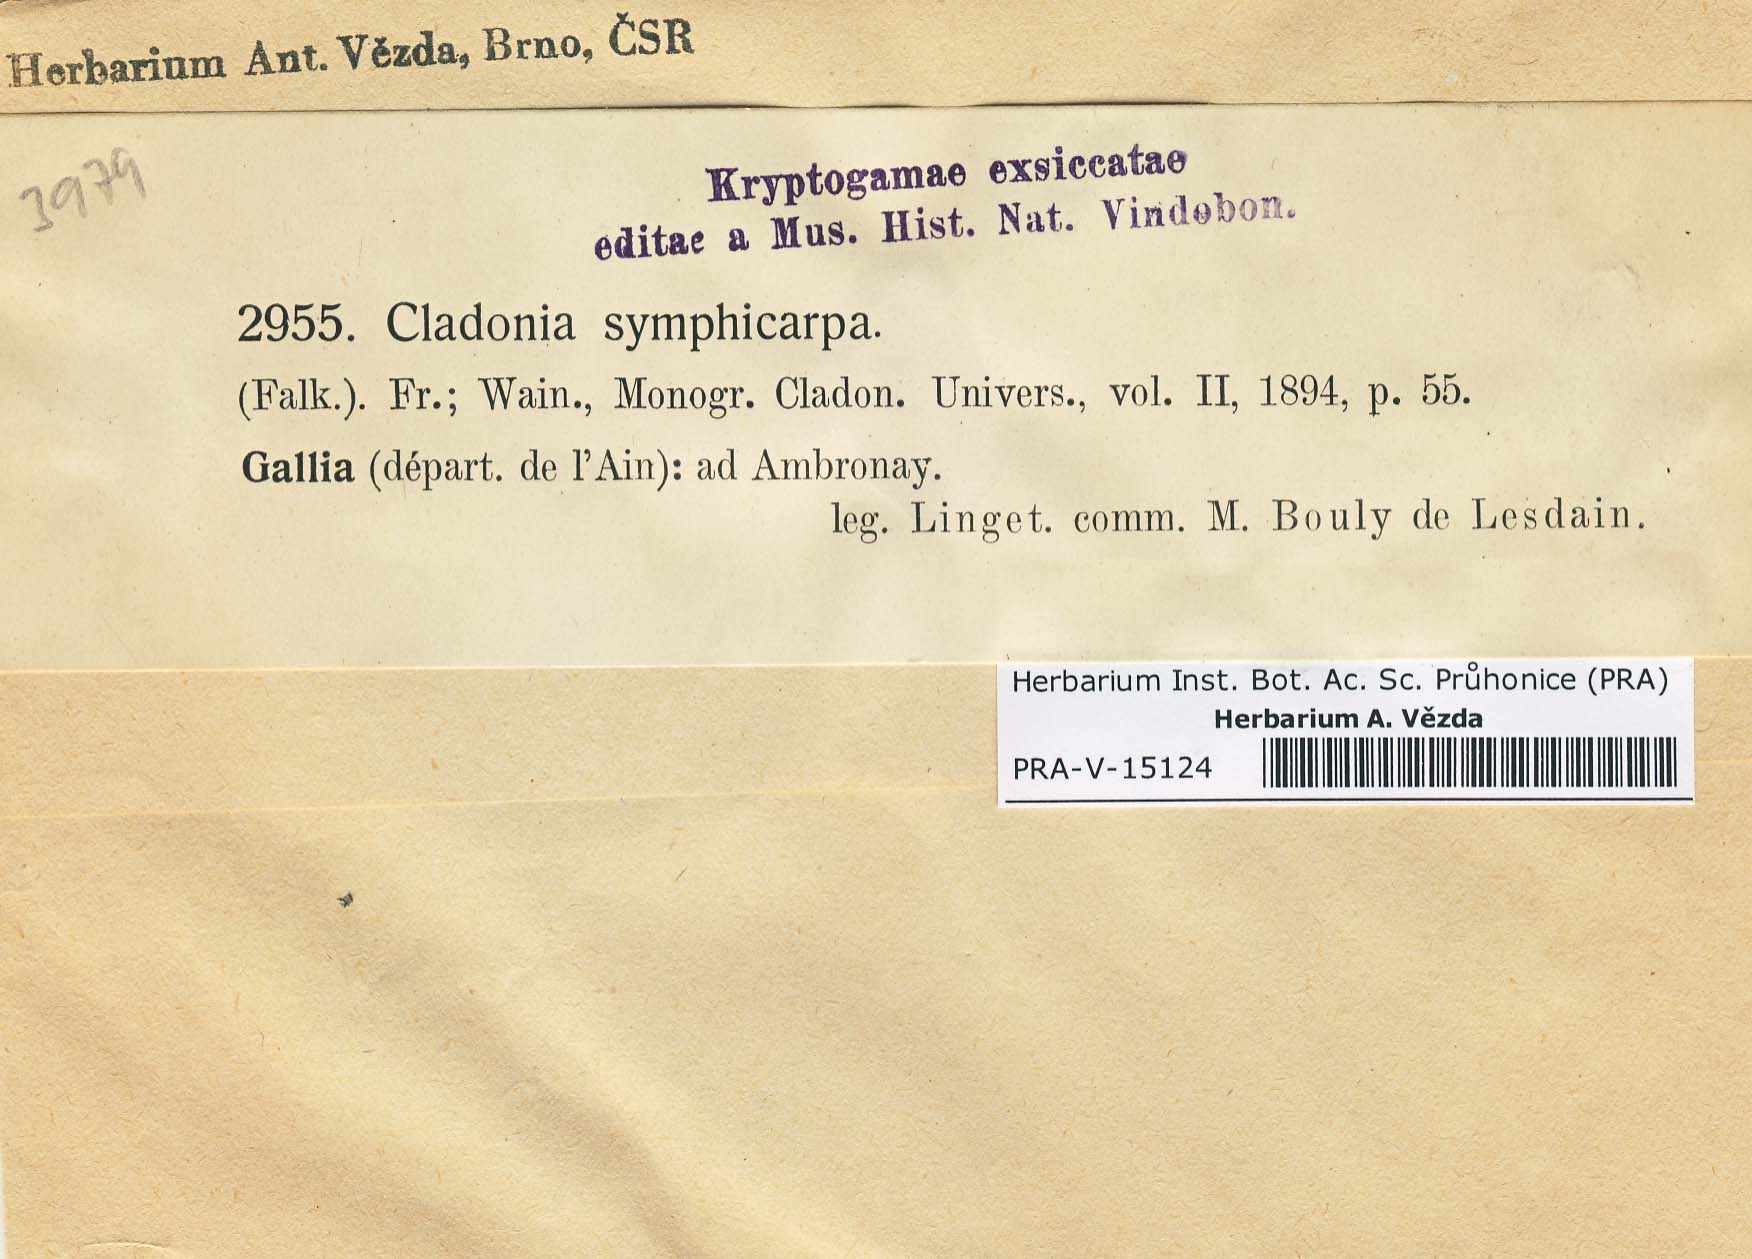 Herbarium Ant. Vězda, Brno, ČSR
3979
Kryptogamae exsiccatae
editae a Mus. Hist. Nat. Vindobon.
2955. Cladonia symphicarpa.
(Falk.). Fr.; Wain., Monogr. Cladon. Univers., vol. II, 1894, p. 55.
Gallia (départ. de l'Ain): ad Ambronay.
leg. Linget. comm. M. Bouly de Lesdain.
Herbarium Inst. Bot. Ac. Sc. Průhonice (PRA)
Herbarium A. Vězda
PRA-V-15124